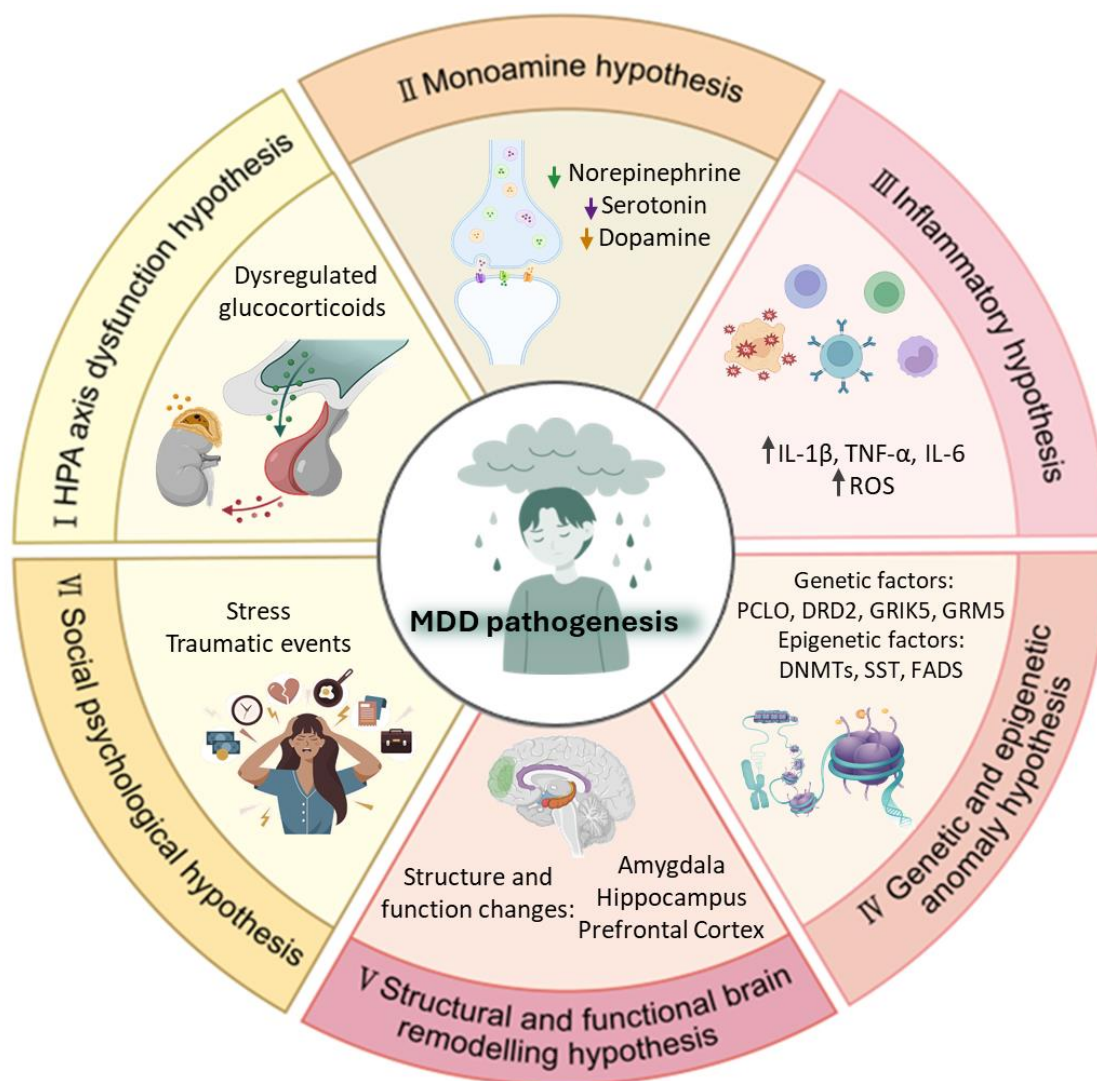 Ⅰ HPA axis dysfunction hypothesis
Dysregulated
glucocorticoids
Ⅱ Monoamine hypothesis
Norepinephrine
Serotonin
Dopamine
Ⅲ Inflammatory hypothesis
IL-1β, TNF-α, IL-6
ROS
Ⅳ Genetic and epigenetic
anomaly hypothesis
Genetic factors:
PCLO, DRD2, GRIK5, GRM5
Epigenetic factors:
DNMTs, SST, FADS
Ⅴ Structural and functional brain
remodelling hypothesis
Structure and
function changes:
Amygdala
Hippocampus
Prefrontal Cortex
Ⅵ Social psychological hypothesis
Stress
Traumatic events
MDD pathogenesis